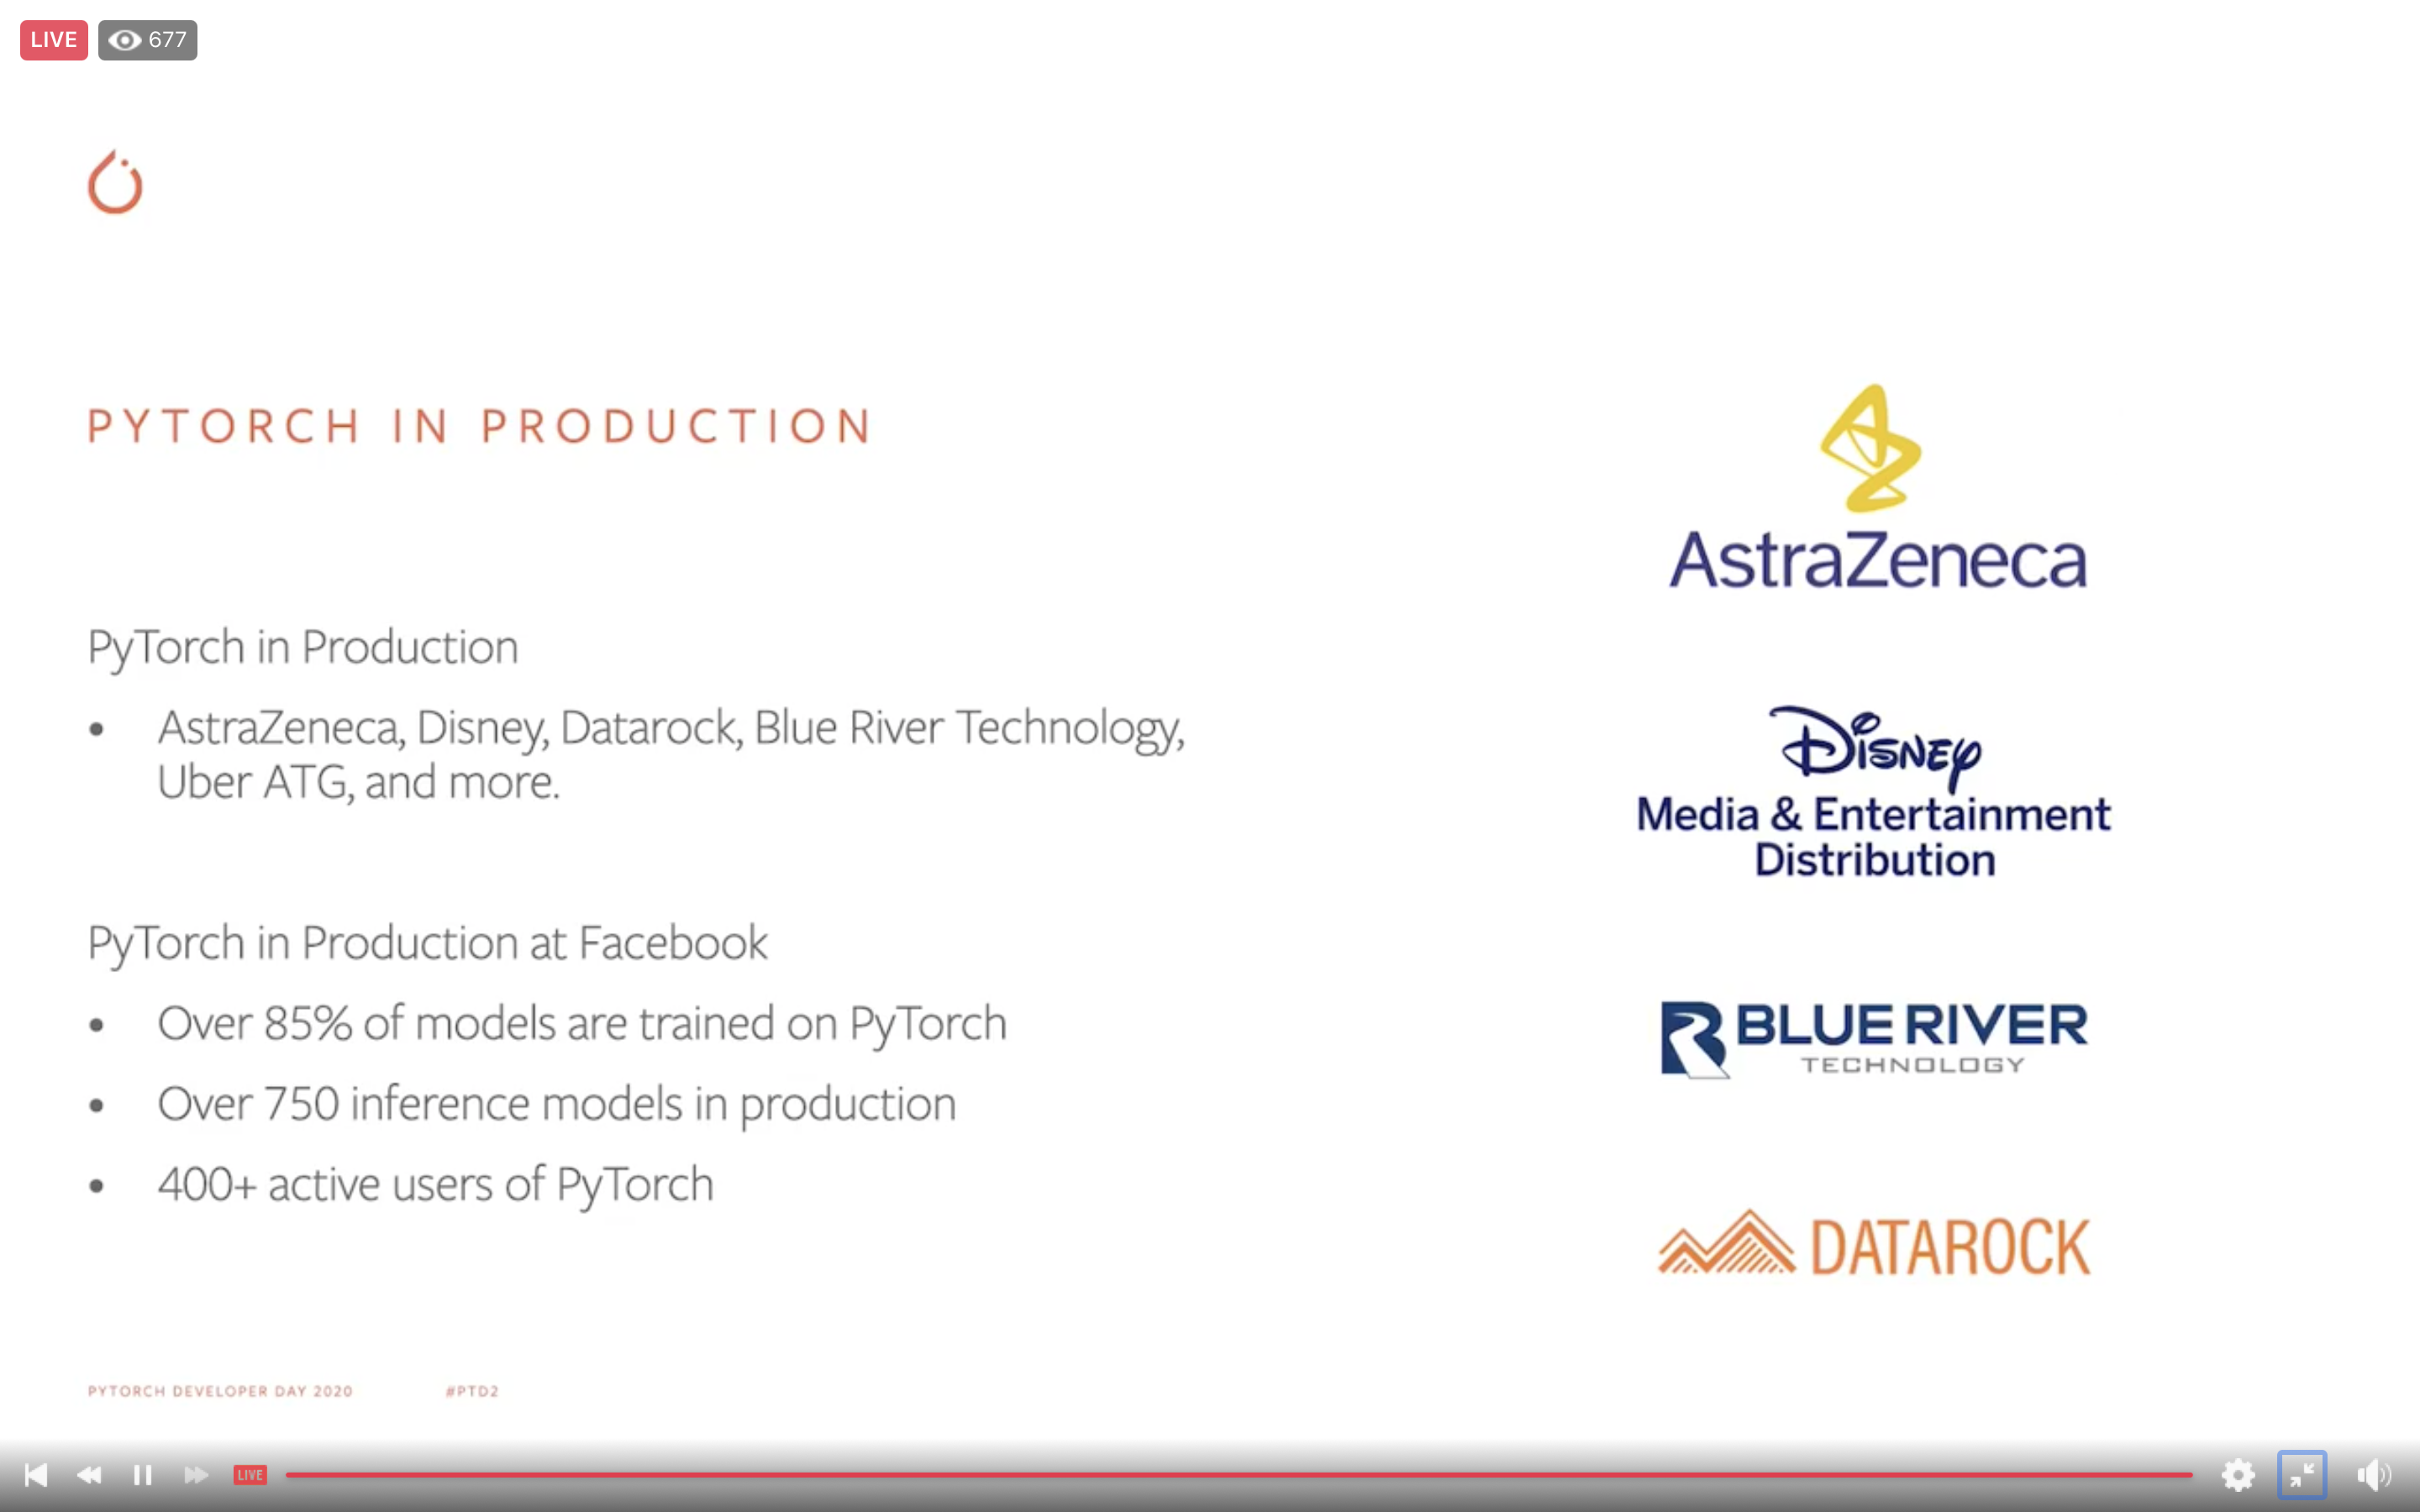 LIVE 677
PYTORCH IN PRODUCTION
PyTorch in Production
• AstraZeneca, Disney, Datarock, Blue River Technology,
Uber ATG, and more.
PyTorch in Production at Facebook
• Over 85% of models are trained on PyTorch
• Over 750 inference models in production
• 400+ active users of PyTorch
AstraZeneca
Disney
Media & Entertainment
Distribution
BLUE RIVER
TECHNOLOGY
DATAROCK
PYTORCH DEVELOPER DAY 2020 #PTD2
LIVE